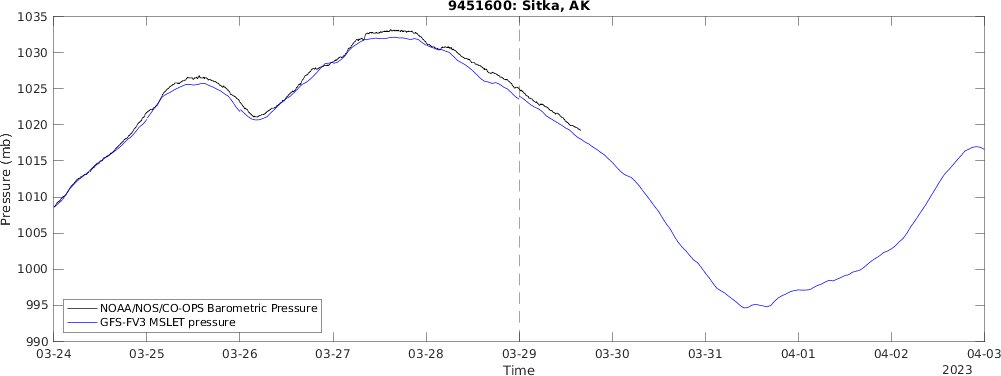 9451600: Sitka, AK
Pressure (mb)
1035
1030
1025
1020
1015
1010
1005
1000
995
990
NOAA/NOS/CO-OPS Barometric Pressure
GFS-FV3 MSLET pressure
03-24 03-25 03-26 03-27 03-28 03-29 03-30 03-31 04-01 04-02 04-03
Time
2023